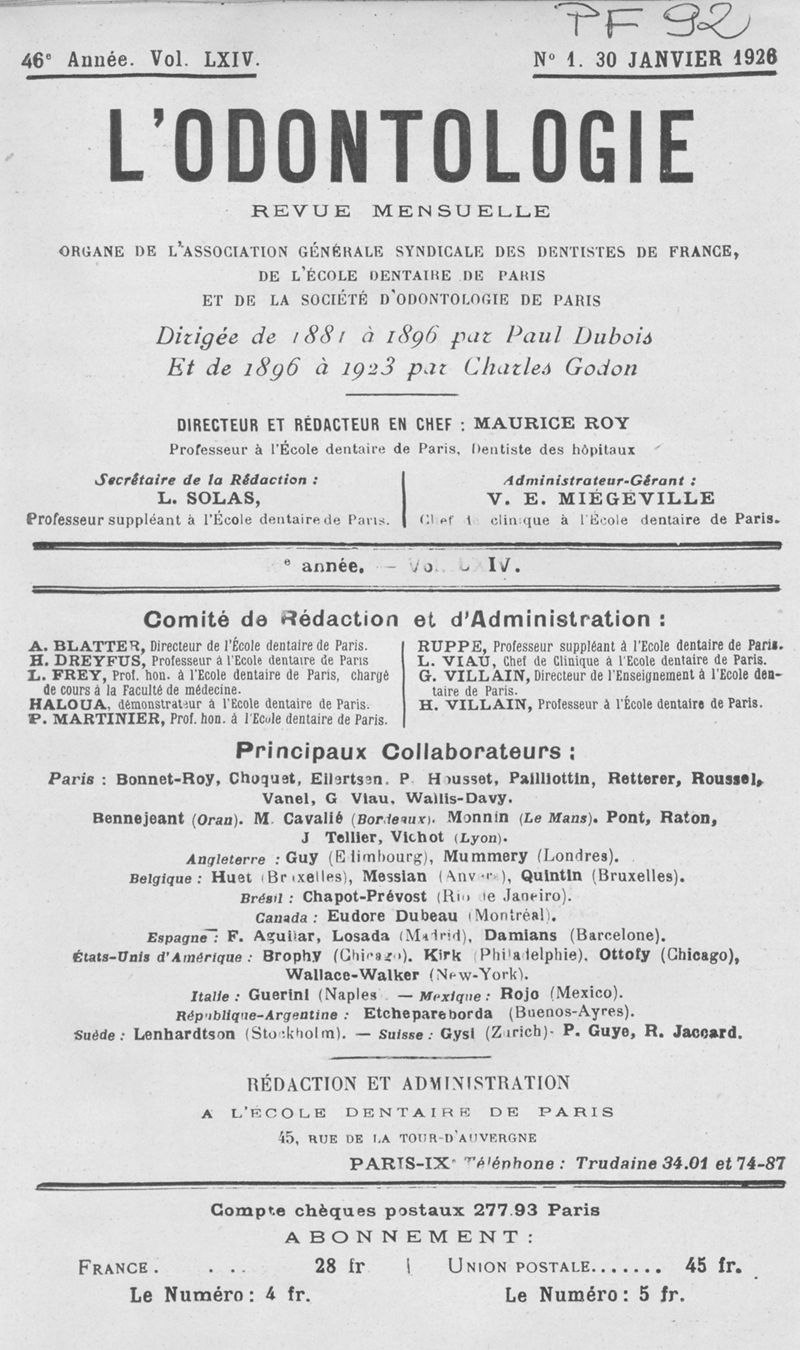 PF 92
46e Année. Vol. LXIV.
No 1. 30 JANVIER 1926
L'ODONTOLOGIE
REVUE MENSUELLE
ORGANE DE L'ASSOCIATION GÉNÉRALE SYNDICALE DES DENTISTES DE FRANCE,
DE L'ÉCOLE DENTAIRE DE PARIS
ET DE LA SOCIÉTÉ D'ODONTOLOGIE DE PARIS
Dirigée de 1881 à 1896 par Paul Dubois
Et de 1896 à 1923 par Charles Godon
DIRECTEUR ET RÉDACTEUR EN CHEF : MAURICE ROY
Professeur à l'École dentaire de Paris, Dentiste des hôpitaux
Secrétaire de la Rédaction :
L. SOLAS,
Professeur suppléant à l'École dentaire de Paris.
Administrateur-Gérant :
V. E. MIÉGEVILLE
clinique à l'École dentaire de Paris.
e année. – IV.
Comité de Rédaction et d'Administration :
A. BLATTER, Directeur de l'École dentaire de Paris.
H. DREYFUS, Professeur à l'Ecole dentaire de Paris
L. FREY, Prof. hon. à l'Ecole dentaire de Paris, chargé
de cours à la Faculté de médecine.
HALOUA, démonstrateur à l'Ecole dentaire de Paris.
P. MARTINIER, Prof. hon. à l'Ecole dentaire de Paris.
RUPPE, Professeur suppléant à l'Ecole dentaire de Paris.
L. VIAU, Chef de Clinique à l'Ecole dentaire de Paris.
G. VILLAIN, Directeur de l'Enseignement à l'Ecole den-
taire de Paris.
H. VILLAIN, Professeur à l'École dentaire de Paris.
Principaux Collaborateurs :
Paris : Bonnet-Roy, Choquet, Eilertsen. P. Housset, Pailliottin, Retterer, Roussel,
Vanel, G Viau, Wallis-Davy.
Bennejeant (Oran). M. Cavalié (Bordeaux). Monnin (Le Mans). Pont, Raton,
J Tellier, Vichot (Lyon).
Angleterre : Guy (Edimbourg), Mummery (Londres).
Belgique : Huet (Bruxelles), Messian (Anvers), Quintin (Bruxelles).
Brésil : Chapot-Prévost (Rio de Janeiro).
Canada : Eudore Dubeau (Montréal).
Espagne : F. Aguilar, Losada (Madrid), Damians (Barcelone).
États-Unis d'Amérique : Brophy (Chicago). Kirk (Philadelphie), Ottofy (Chicago),
Wallace-Walker (New-York).
Italie : Guerini (Naples. — Mexique : Rojo (Mexico).
République-Argentine : Etchepareborda (Buenos-Ayres).
Suède : Lenhardtson (Stockholm). — Suisse : Gysi (Zurich)- P. Guye, R. Jaccard.
RÉDACTION ET ADMINISTRATION
A L'ÉCOLE DENTAIRE DE PARIS
45, RUE DE LA TOUR-D'AUVERGNE
PARIS-IXe Téléphone : Trudaine 34.01 et 74-87
Compte chèques postaux 277.93 Paris
ABONNEMENT :
FRANCE . . . . 28 fr
UNION POSTALE....... 45 fr.
Le Numéro : 4 fr.
Le Numéro : 5 fr.